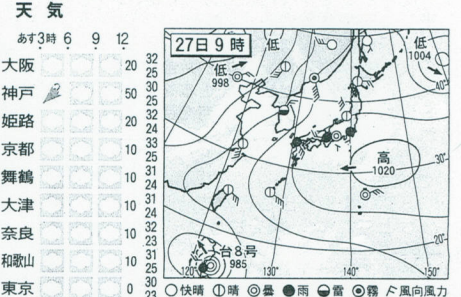 天気
あす3時 6 9 12
大阪 20 32 25
神戸 50 30 25
姫路 20 32 24
京都 10 33 25
舞鶴 10 31 25
大津 10 31 24
奈良 10 32 23
和歌山 10 31 25
東京 0 30 23
27日9時
低
低 998
低 1004
高 1020
台8号 985
40°
30°
20°
120°
130°
140°
150°
○快晴 晴 ◎曇 ●雨 雷 霧 風向風力